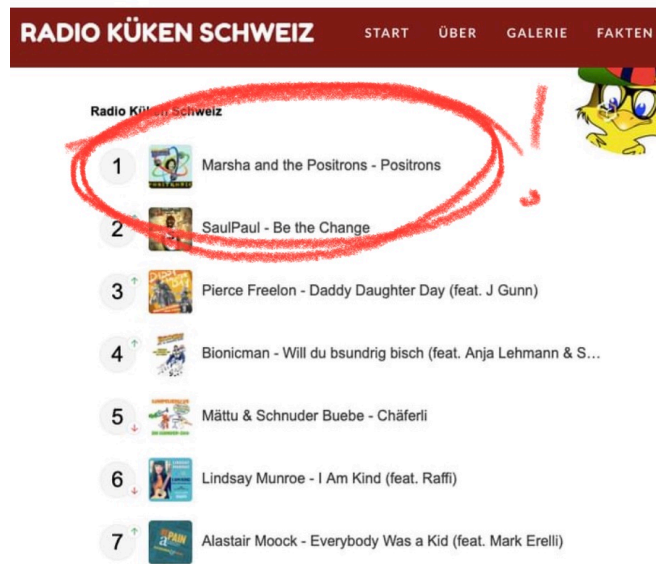 RADIO KÜKEN SCHWEIZ START ÜBER GALERIE FAKTEN
Radio Küken Schweiz
1 Marsha and the Positrons - Positrons
2 SaulPaul - Be the Change
3 Pierce Freelon - Daddy Daughter Day (feat. J Gunn)
4 Bionicman - Will du bsundrig bisch (feat. Anja Lehmann & S...
5 Mättu & Schnuder Buebe - Chäferli
6 Lindsay Munroe - I Am Kind (feat. Raffi)
7 Alastair Moock - Everybody Was a Kid (feat. Mark Erelli)